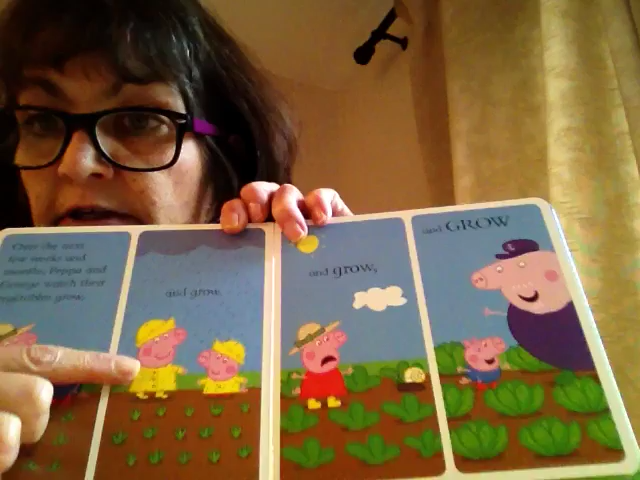 Over the next
few weeks and
months, Peppa and
George watch their
vegetables grow,
and grow,
and grow,
and GROW